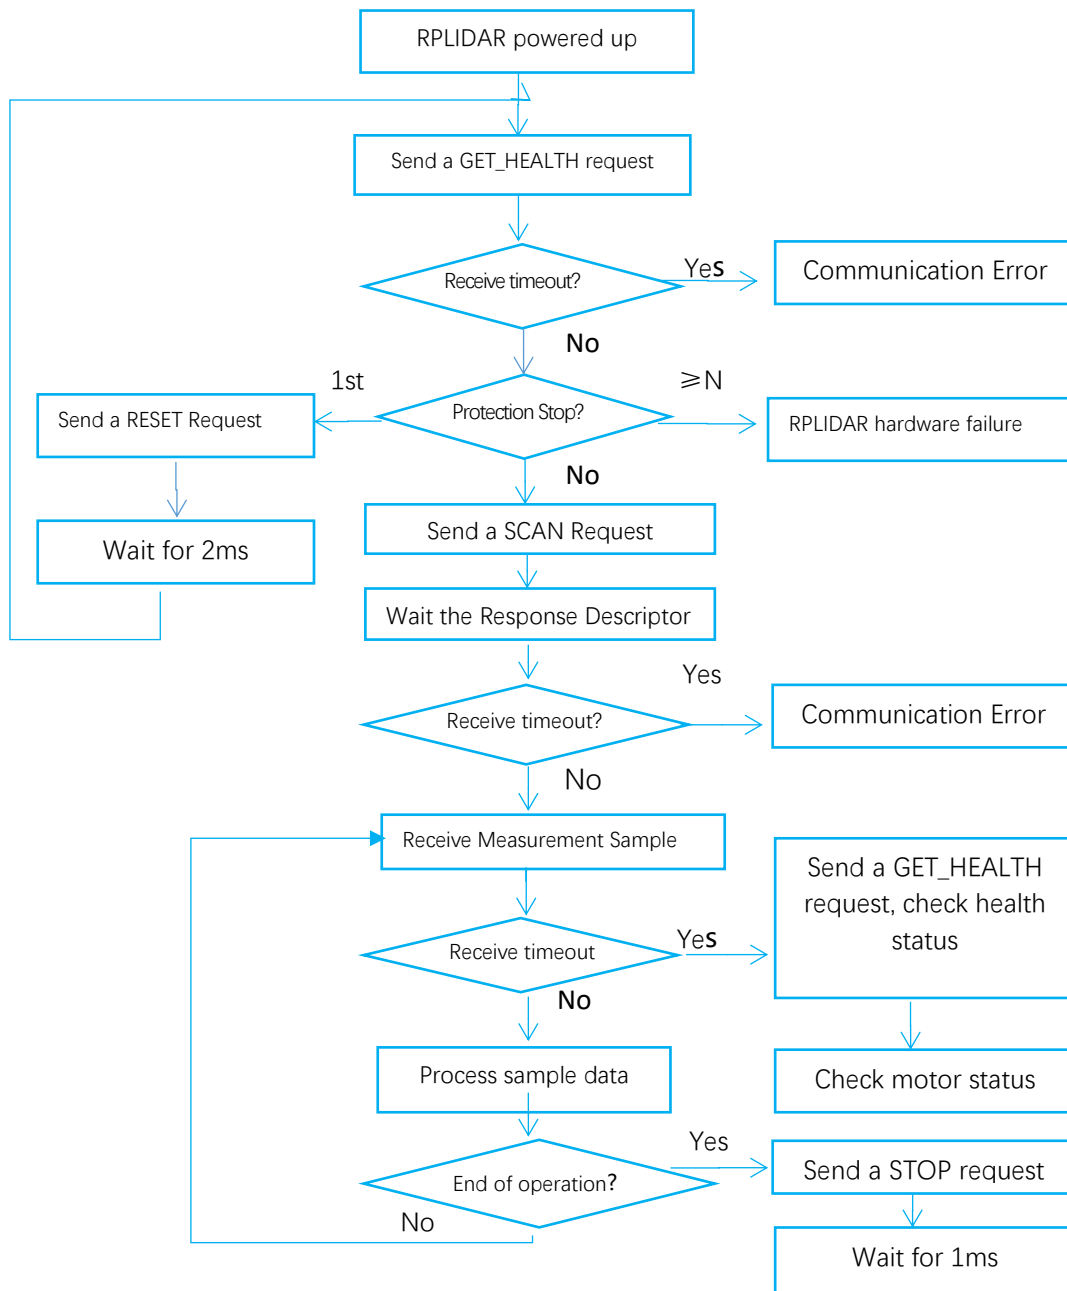 RPLIDAR powered up
Send a GET_HEALTH request
Receive timeout?
Yes
Communication Error
No
1st
≥N
Send a RESET Request
Protection Stop?
RPLIDAR hardware failure
No
Wait for 2ms
Send a SCAN Request
Wait the Response Descriptor
Yes
Receive timeout?
Communication Error
No
Receive Measurement Sample
Send a GET_HEALTH
request, check health
status
Receive timeout
Yes
No
Process sample data
Check motor status
Yes
End of operation?
Send a STOP request
No
Wait for 1ms